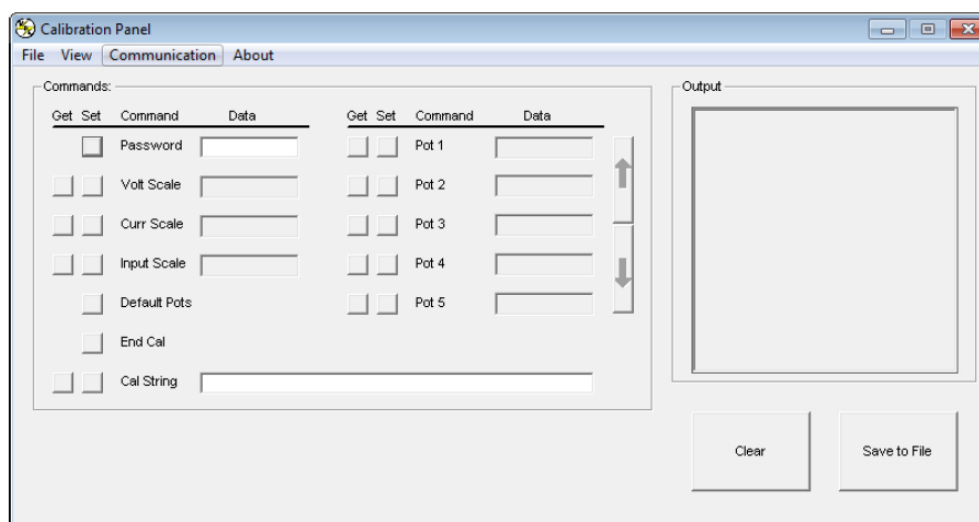 Calibration Panel
File View Communication About
Commands:
Output
Get Set Command Data Get Set Command Data
Password Pot 1
Volt Scale Pot 2
Curr Scale Pot 3
Input Scale Pot 4
Default Pots Pot 5
End Cal
Cal String
Clear Save to File